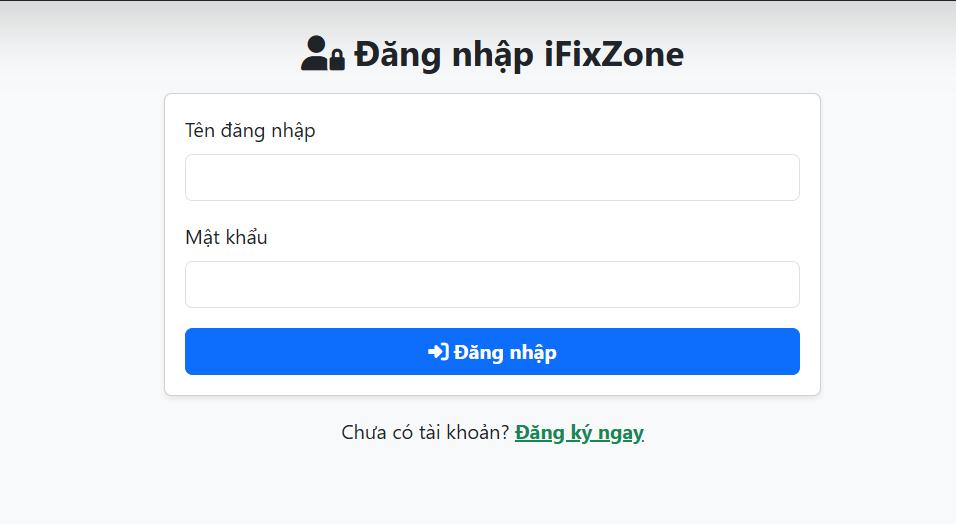 Đăng nhập iFixZone
Tên đăng nhập
Mật khẩu
Đăng nhập
Chưa có tài khoản? Đăng ký ngay